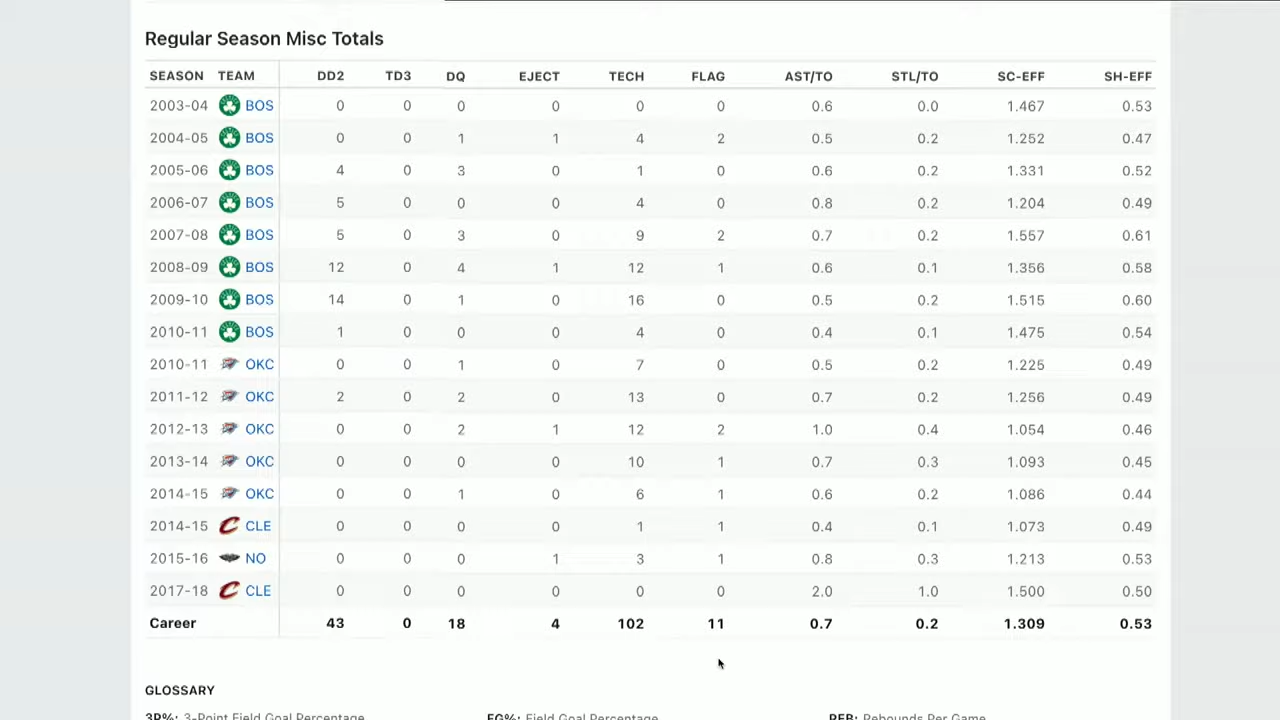 Regular Season Misc Totals
SEASON TEAM DD2 TD3 DQ EJECT TECH FLAG AST/TO STL/TO SC-EFF SH-EFF
2003-04 BOS 0 0 0 0 0 0 0.6 0.0 1.467 0.53
2004-05 BOS 0 0 1 1 4 2 0.5 0.2 1.252 0.47
2005-06 BOS 4 0 3 0 1 0 0.6 0.2 1.331 0.52
2006-07 BOS 5 0 0 0 4 0 0.8 0.2 1.204 0.49
2007-08 BOS 5 0 3 0 9 2 0.7 0.2 1.557 0.61
2008-09 BOS 12 0 4 1 12 1 0.6 0.1 1.356 0.58
2009-10 BOS 14 0 1 0 16 0 0.5 0.2 1.515 0.60
2010-11 BOS 1 0 0 0 4 0 0.4 0.1 1.475 0.54
2010-11 OKC 0 0 1 0 7 0 0.5 0.2 1.225 0.49
2011-12 OKC 2 0 2 0 13 0 0.7 0.2 1.256 0.49
2012-13 OKC 0 0 2 1 12 2 1.0 0.4 1.054 0.46
2013-14 OKC 0 0 0 0 10 1 0.7 0.3 1.093 0.45
2014-15 OKC 0 0 1 0 6 1 0.6 0.2 1.086 0.44
2014-15 CLE 0 0 0 0 1 1 0.4 0.1 1.073 0.49
2015-16 NO 0 0 0 1 3 1 0.8 0.3 1.213 0.53
2017-18 CLE 0 0 0 0 0 0 2.0 1.0 1.500 0.50
Career 43 0 18 4 102 11 0.7 0.2 1.309 0.53
GLOSSARY
3P%: 3-Point Field Goal Percentage FG%: Field Goal Percentage REB: Rebounds Per Game